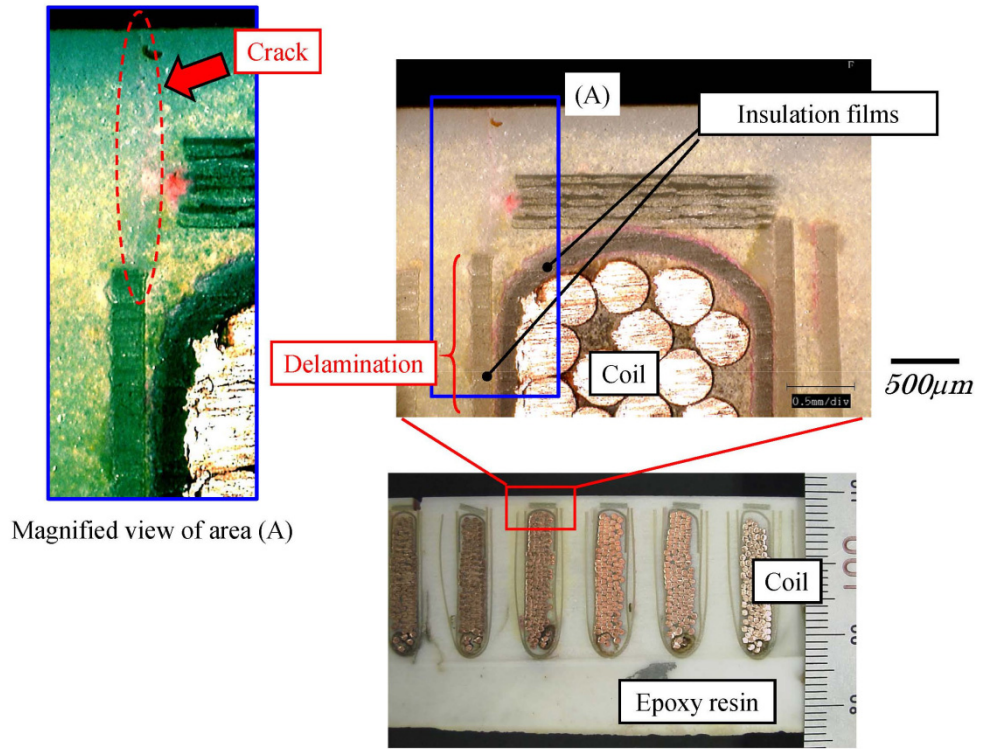 Crack
(A)
Insulation films
Delamination
Coil
0.5mm/div
500μm
Magnified view of area (A)
Coil
Epoxy resin